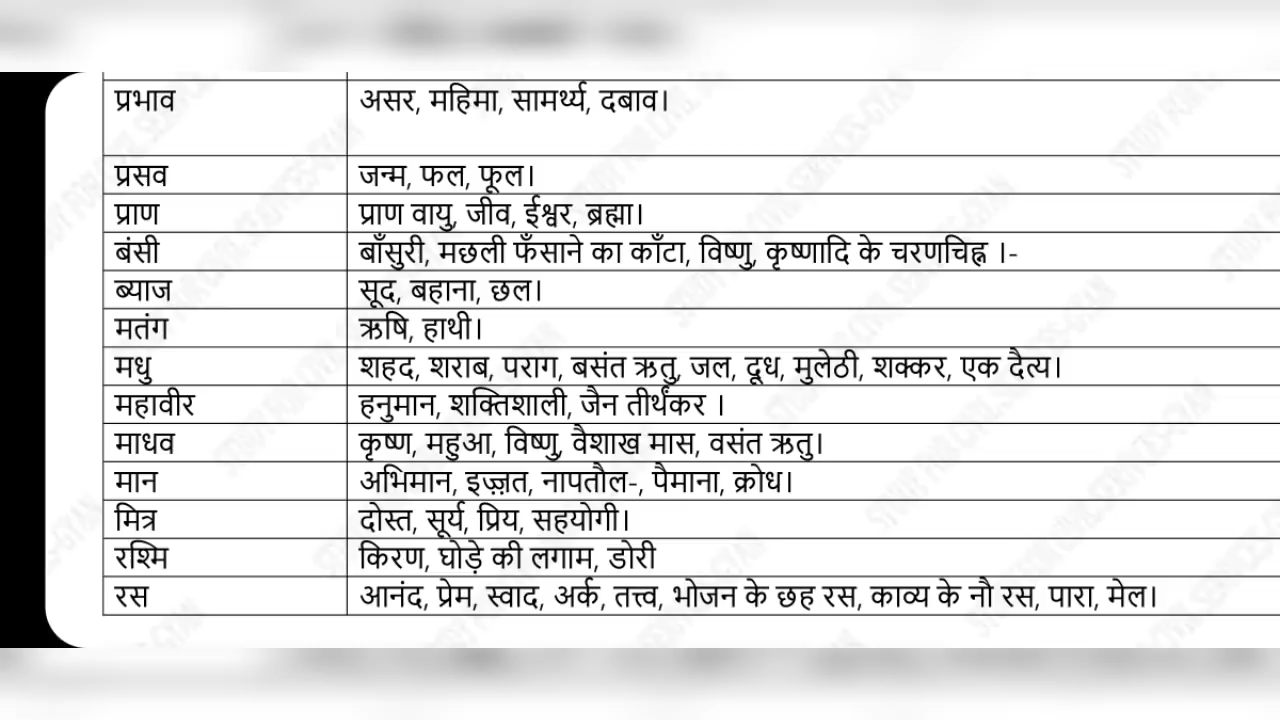 प्रभाव असर, महिमा, सामर्थ्य, दबाव।
प्रसव जन्म, फल, फूल।
प्राण प्राण वायु, जीव, ईश्वर, ब्रह्मा।
बंसी बाँसुरी, मछली फँसाने का काँटा, विष्णु, कृष्णादि के चरणचिह्न ।-
ब्याज सूद, बहाना, छल।
मतंग ऋषि, हाथी।
मधु शहद, शराब, पराग, बसंत ऋतु, जल, दूध, मुलेठी, शक्कर, एक दैत्य।
महावीर हनुमान, शक्तिशाली, जैन तीर्थंकर ।
माधव कृष्ण, महुआ, विष्णु, वैशाख मास, वसंत ऋतु।
मान अभिमान, इज़्ज़त, नापतौल-, पैमाना, क्रोध।
मित्र दोस्त, सूर्य, प्रिय, सहयोगी।
रश्मि किरण, घोड़े की लगाम, डोरी
रस आनंद, प्रेम, स्वाद, अर्क, तत्त्व, भोजन के छह रस, काव्य के नौ रस, पारा, मेल।